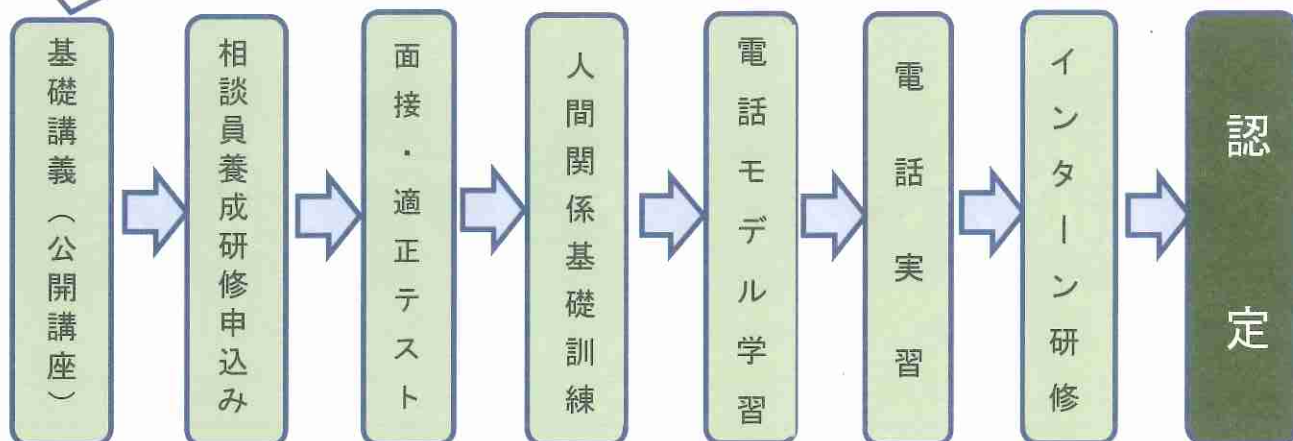 基礎講義（公開講座）
相談員養成研修申込み
面接・適正テスト
人間関係基礎訓練
電話モデル学習
電話実習
インターン研修
認定